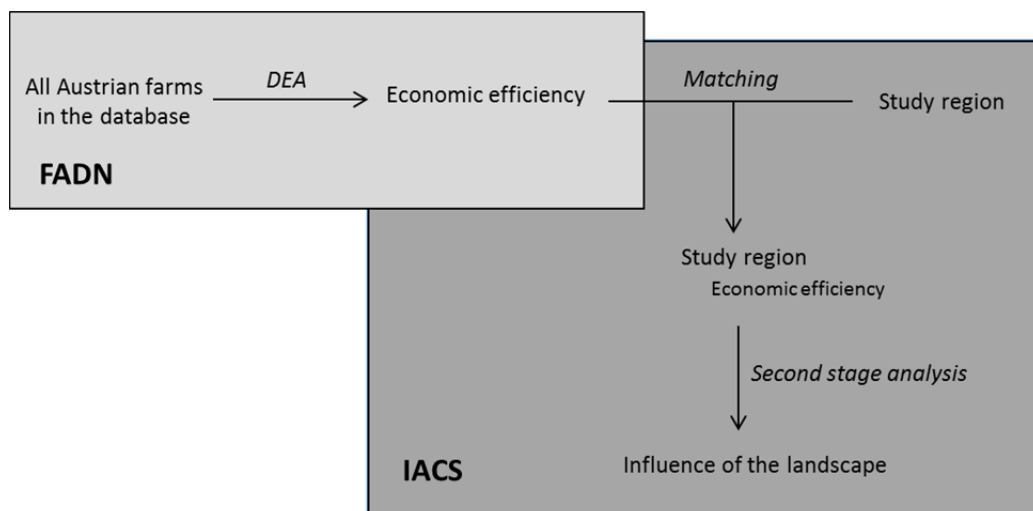 All Austrian farms
in the database
DEA
Economic efficiency
Matching
Study region
FADN
Study region
Economic efficiency
Second stage analysis
Influence of the landscape
IACS